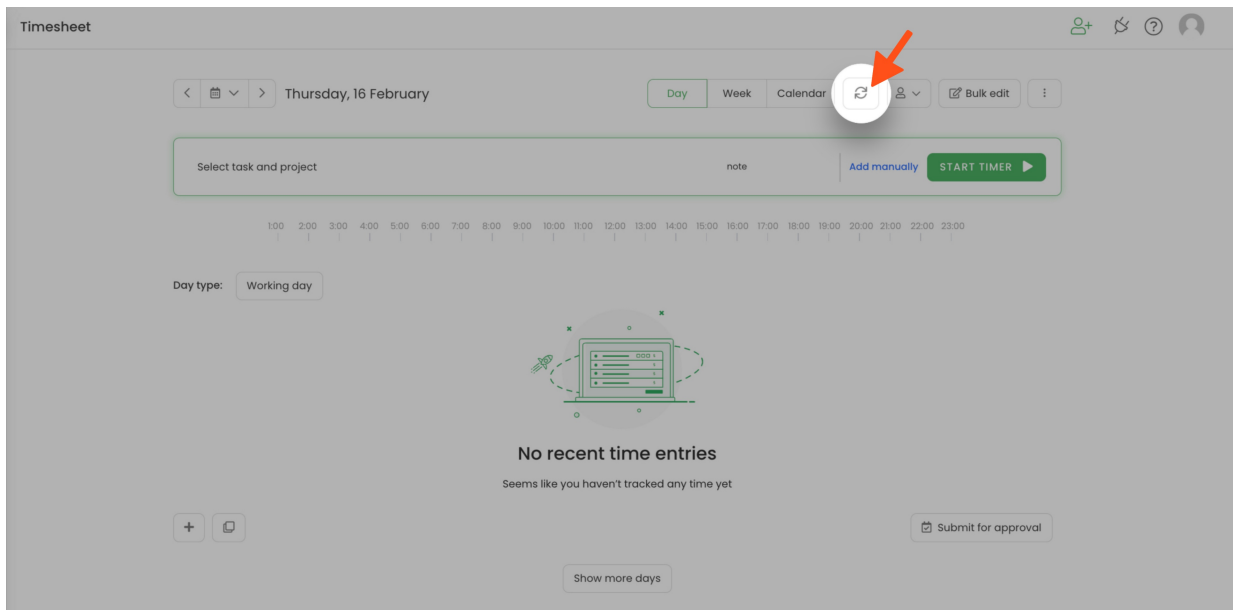 Timesheet
Thursday, 16 February
Day Week Calendar Bulk edit
Select task and project note Add manually START TIMER
1:00 2:00 3:00 4:00 5:00 6:00 7:00 8:00 9:00 10:00 11:00 12:00 13:00 14:00 15:00 16:00 17:00 18:00 19:00 20:00 21:00 22:00 23:00
Day type: Working day
No recent time entries
Seems like you haven't tracked any time yet
Submit for approval
Show more days